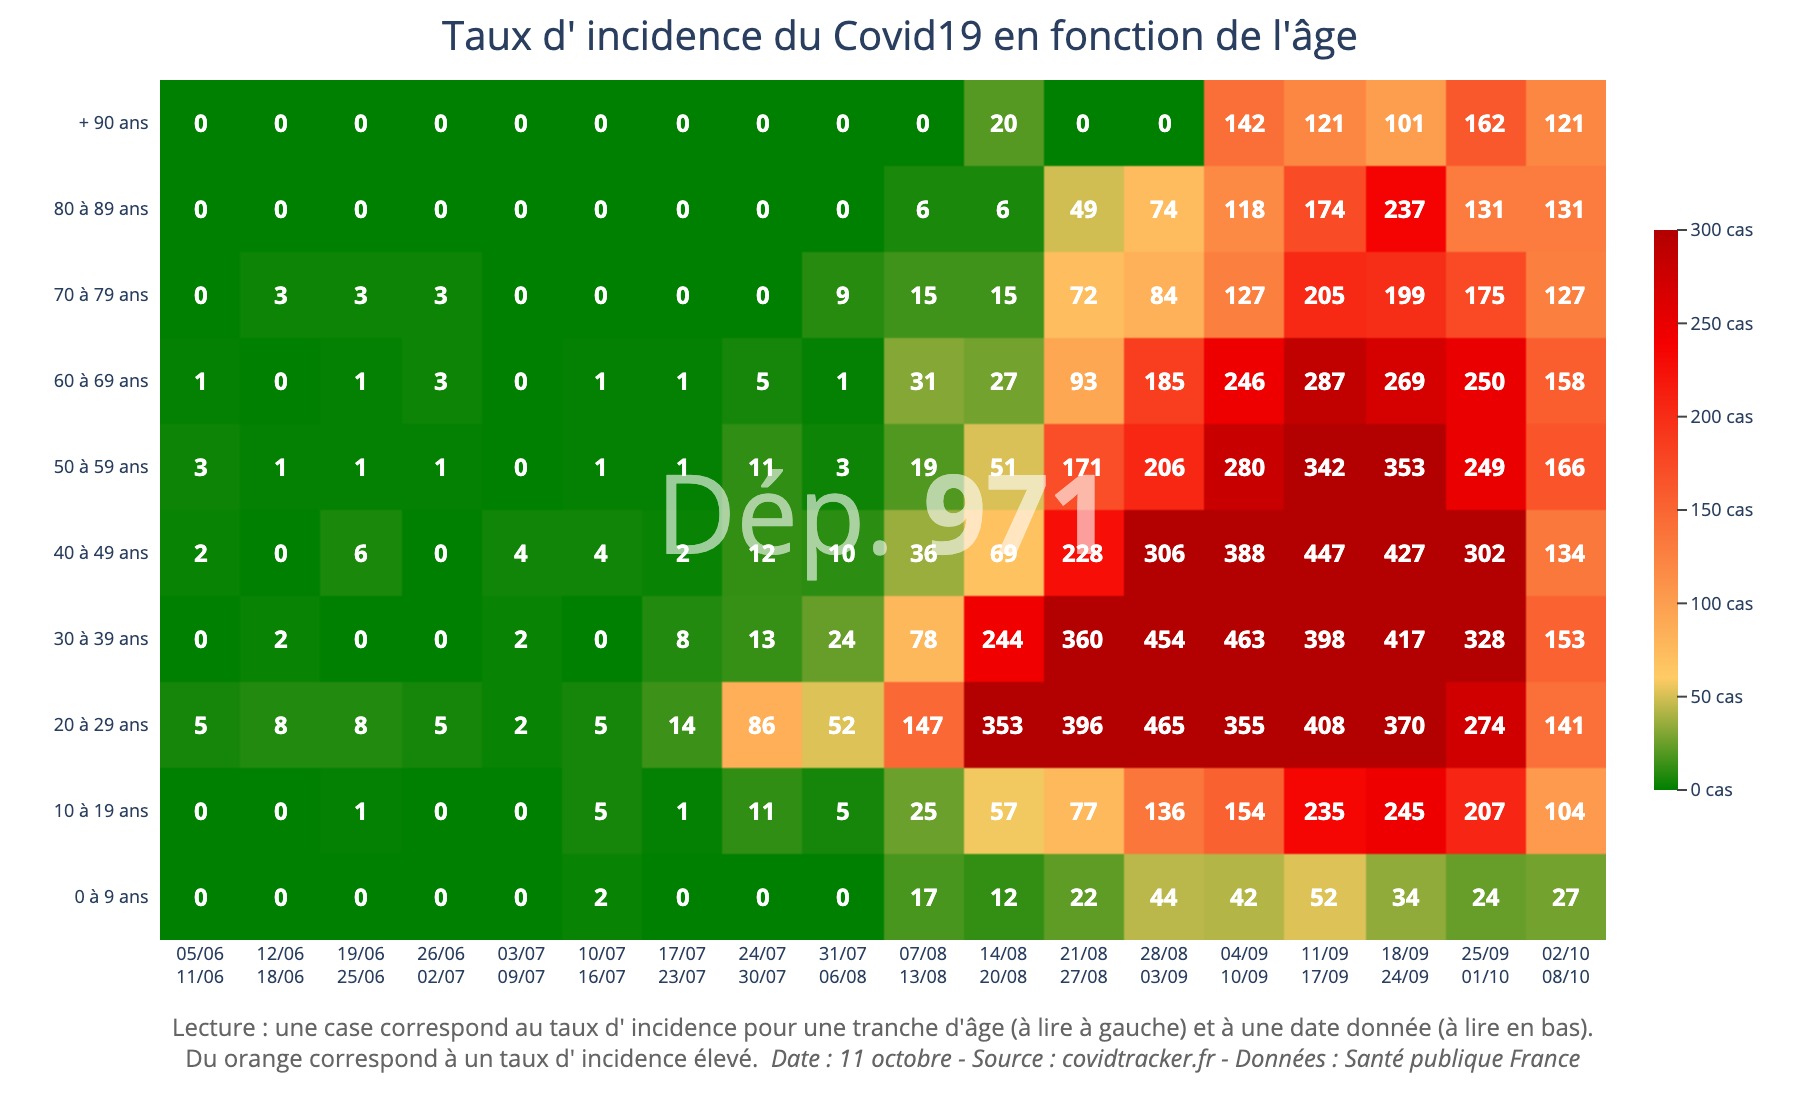 Taux d' incidence du Covid19 en fonction de l'âge
+ 90 ans 0 0 0 0 0 0 0 0 0 0 20 0 0 142 121 101 162 121
80 à 89 ans 0 0 0 0 0 0 0 0 0 6 6 49 74 118 174 237 131 131
70 à 79 ans 0 3 3 3 0 0 0 0 9 15 15 72 84 127 205 199 175 127
60 à 69 ans 1 0 1 3 0 1 1 5 1 31 27 93 185 246 287 269 250 158
50 à 59 ans 3 1 1 1 0 1 1 11 3 19 51 171 206 280 342 353 249 166
Dép. 971
40 à 49 ans 2 0 6 0 4 4 2 12 10 36 69 228 306 388 447 427 302 134
30 à 39 ans 0 2 0 0 2 0 8 13 24 78 244 360 454 463 398 417 328 153
20 à 29 ans 5 8 8 5 2 5 14 86 52 147 353 396 465 355 408 370 274 141
10 à 19 ans 0 0 1 0 0 5 1 11 5 25 57 77 136 154 235 245 207 104
0 à 9 ans 0 0 0 0 0 2 0 0 0 17 12 22 44 42 52 34 24 27
05/06 12/06 19/06 26/06 03/07 10/07 17/07 24/07 31/07 07/08 14/08 21/08 28/08 04/09 11/09 18/09 25/09 02/10
11/06 18/06 25/06 02/07 09/07 16/07 23/07 30/07 06/08 13/08 20/08 27/08 03/09 10/09 17/09 24/09 01/10 08/10
300 cas
250 cas
200 cas
150 cas
100 cas
50 cas
0 cas
Lecture : une case correspond au taux d' incidence pour une tranche d'âge (à lire à gauche) et à une date donnée (à lire en bas).
Du orange correspond à un taux d' incidence élevé. Date : 11 octobre - Source : covidtracker.fr - Données : Santé publique France